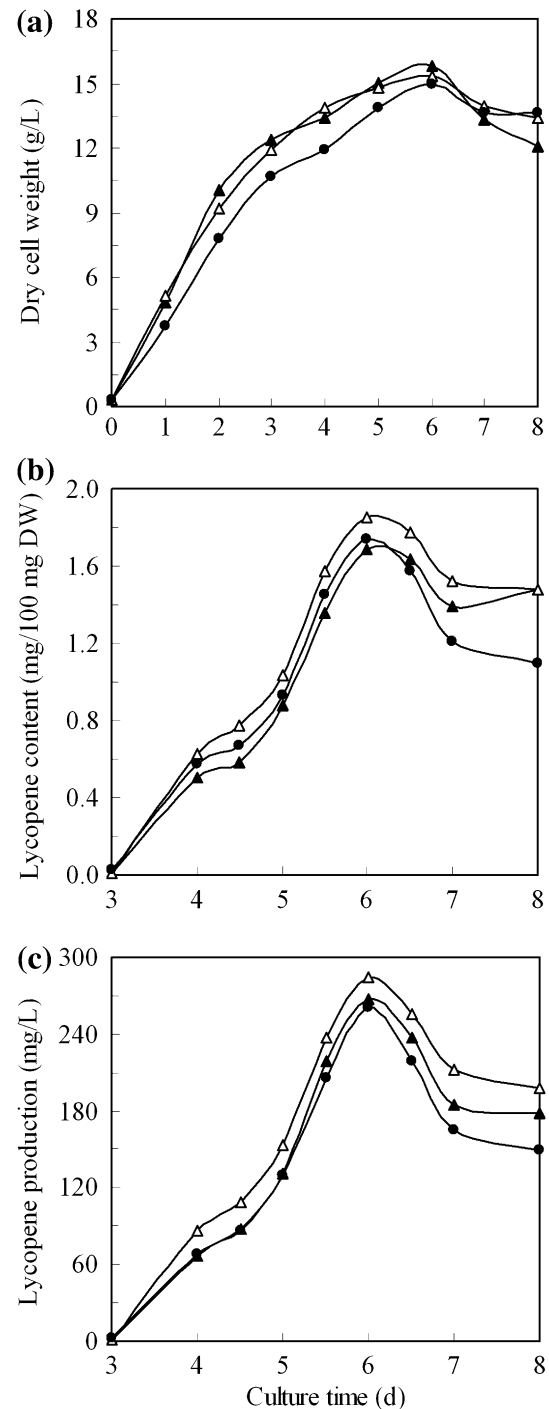 (a)
18
15
12
9
6
3
0
Dry cell weight (g/L)
0 1 2 3 4 5 6 7 8
(b)
2.0
1.6
1.2
0.8
0.4
0.0
Lycopene content (mg/100 mg DW)
3 4 5 6 7 8
(c)
300
240
180
120
60
0
Lycopene production (mg/L)
3 4 5 6 7 8
Culture time (d)